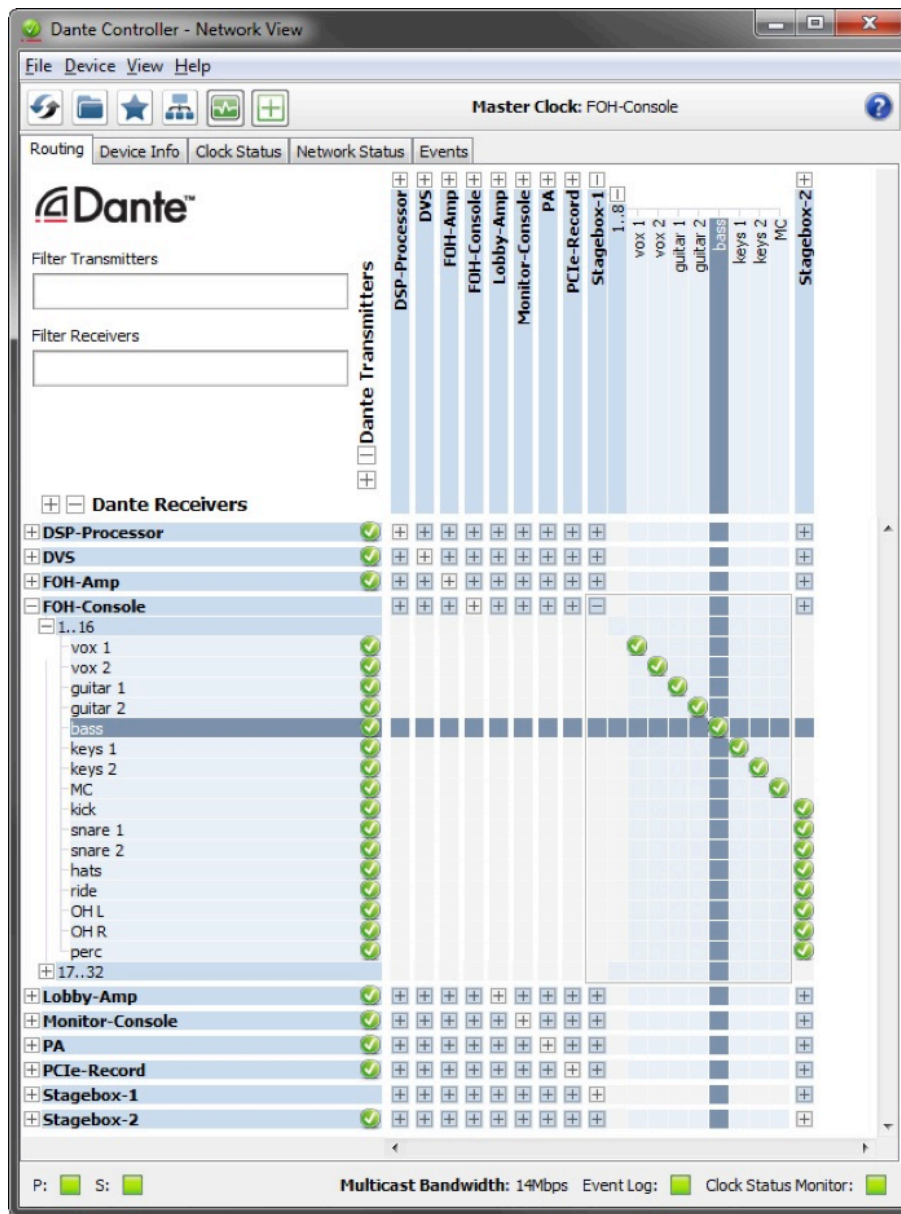 Dante Controller - Network View
File Device View Help
Master Clock: FOH-Console
Routing Device Info Clock Status Network Status Events
Dante™
Filter Transmitters
Filter Receivers
Dante Transmitters
DSP-Processor
DVS
FOH-Amp
FOH-Console
Lobby-Amp
Monitor-Console
PA
PCIe-Record
Stagebox-1
1..8
vox 1
vox 2
guitar 1
guitar 2
bass
keys 1
keys 2
MC
Stagebox-2
Dante Receivers
DSP-Processor
DVS
FOH-Amp
FOH-Console
1..16
vox 1
vox 2
guitar 1
guitar 2
bass
keys 1
keys 2
MC
kick
snare 1
snare 2
hats
ride
OH L
OH R
perc
17..32
Lobby-Amp
Monitor-Console
PA
PCIe-Record
Stagebox-1
Stagebox-2
P: S: Multicast Bandwidth: 14Mbps Event Log: Clock Status Monitor: